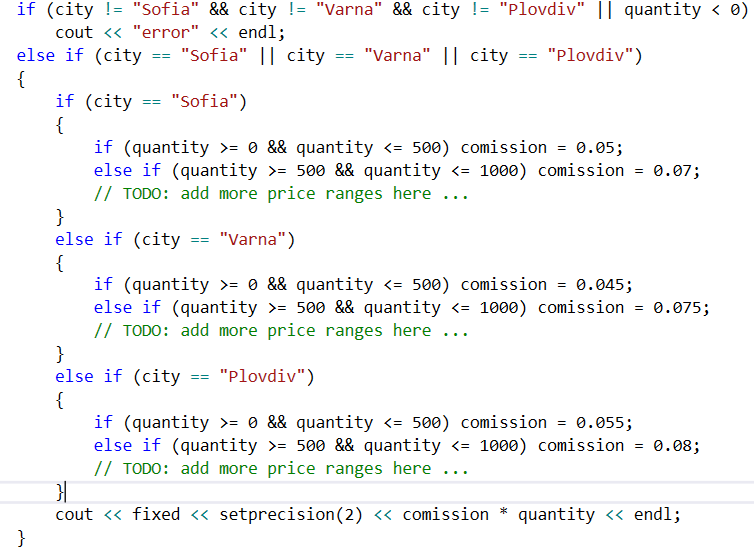 if (city != "Sofia" && city != "Varna" && city != "Plovdiv" || quantity < 0)
    cout << "error" << endl;
else if (city == "Sofia" || city == "Varna" || city == "Plovdiv")
{
    if (city == "Sofia")
    {
        if (quantity >= 0 && quantity <= 500) comission = 0.05;
        else if (quantity >= 500 && quantity <= 1000) comission = 0.07;
        // TODO: add more price ranges here ...
    }
    else if (city == "Varna")
    {
        if (quantity >= 0 && quantity <= 500) comission = 0.045;
        else if (quantity >= 500 && quantity <= 1000) comission = 0.075;
        // TODO: add more price ranges here ...
    }
    else if (city == "Plovdiv")
    {
        if (quantity >= 0 && quantity <= 500) comission = 0.055;
        else if (quantity >= 500 && quantity <= 1000) comission = 0.08;
        // TODO: add more price ranges here ...
    }
    cout << fixed << setprecision(2) << comission * quantity << endl;
}